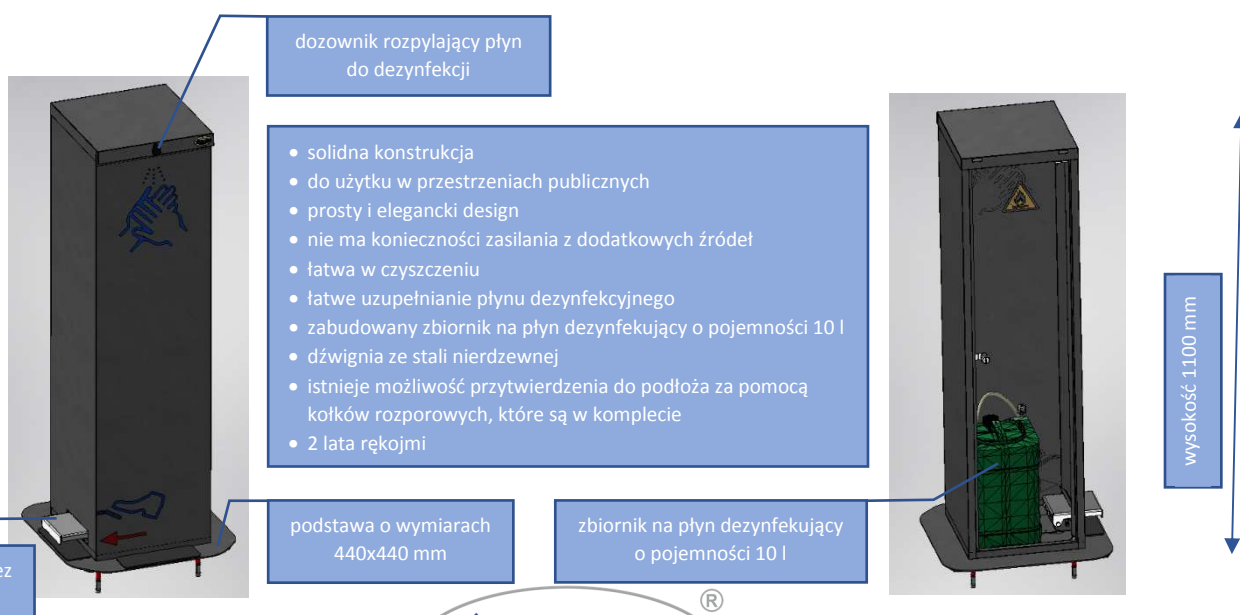 dozownik rozpylający płyn
do dezynfekcji
• solidna konstrukcja
• do użytku w przestrzeniach publicznych
• prosty i elegancki design
• nie ma konieczności zasilania z dodatkowych źródeł
• łatwa w czyszczeniu
• łatwe uzupełnianie płynu dezynfekcyjnego
• zabudowany zbiornik na płyn dezynfekujący o pojemności 10 l
• dźwignia ze stali nierdzewnej
• istnieje możliwość przytwierdzenia do podłoża za pomocą
kołków rozporowych, które są w komplecie
• 2 lata rękojmi
wysokość 1100 mm
podstawa o wymiarach
440x440 mm
zbiornik na płyn dezynfekujący
o pojemności 10 l
®